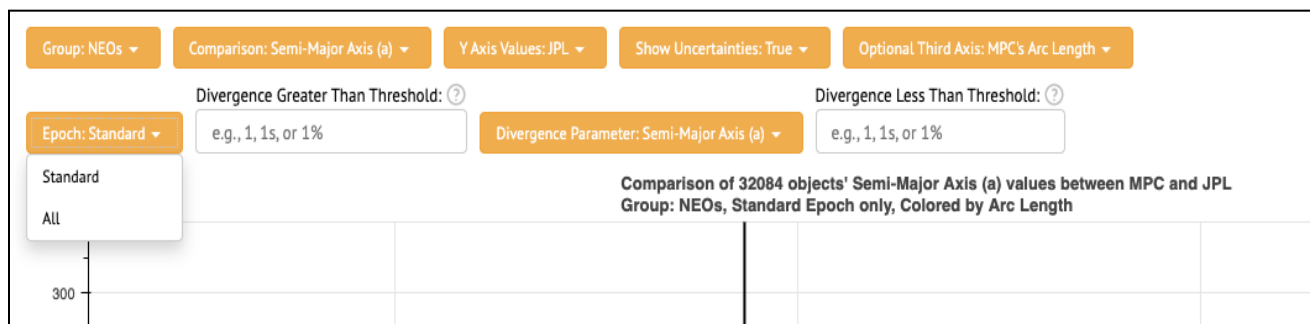 Group: NEOs
Comparison: Semi-Major Axis (a)
Y Axis Values: JPL
Show Uncertainties: True
Optional Third Axis: MPC's Arc Length
Divergence Greater Than Threshold: ?
Divergence Less Than Threshold: ?
Epoch: Standard
e.g., 1, 1s, or 1%
Divergence Parameter: Semi-Major Axis (a)
e.g., 1, 1s, or 1%
Standard
All
Comparison of 32084 objects' Semi-Major Axis (a) values between MPC and JPL
Group: NEOs, Standard Epoch only, Colored by Arc Length
300